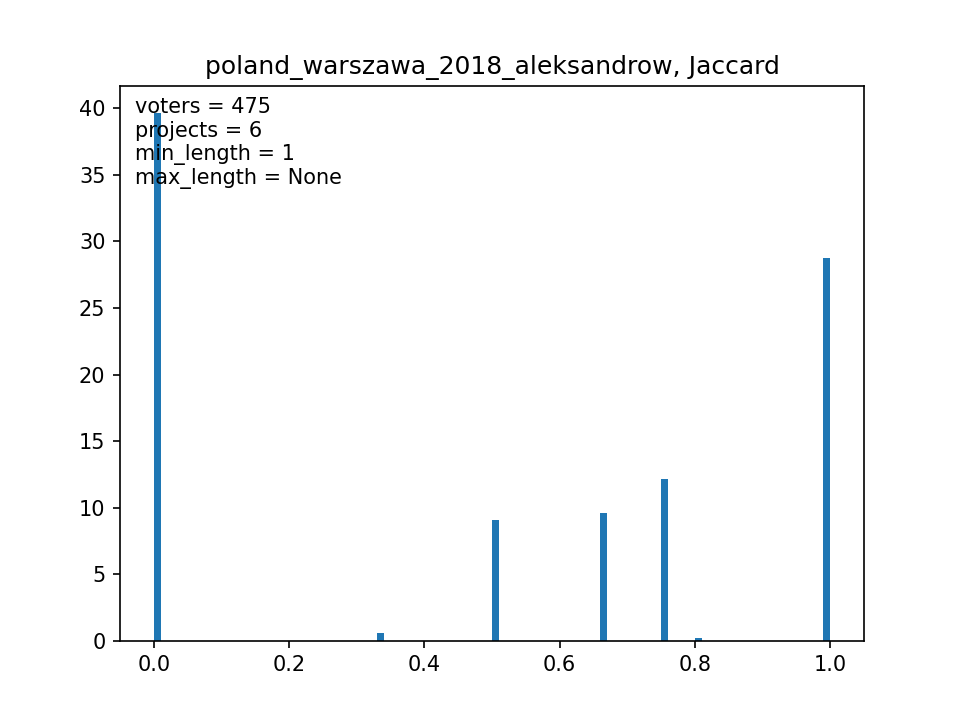 poland_warszawa_2018_aleksandrow, Jaccard
voters = 475
projects = 6
min_length = 1
max_length = None
40
35
30
25
20
15
10
5
0
0.0 0.2 0.4 0.6 0.8 1.0